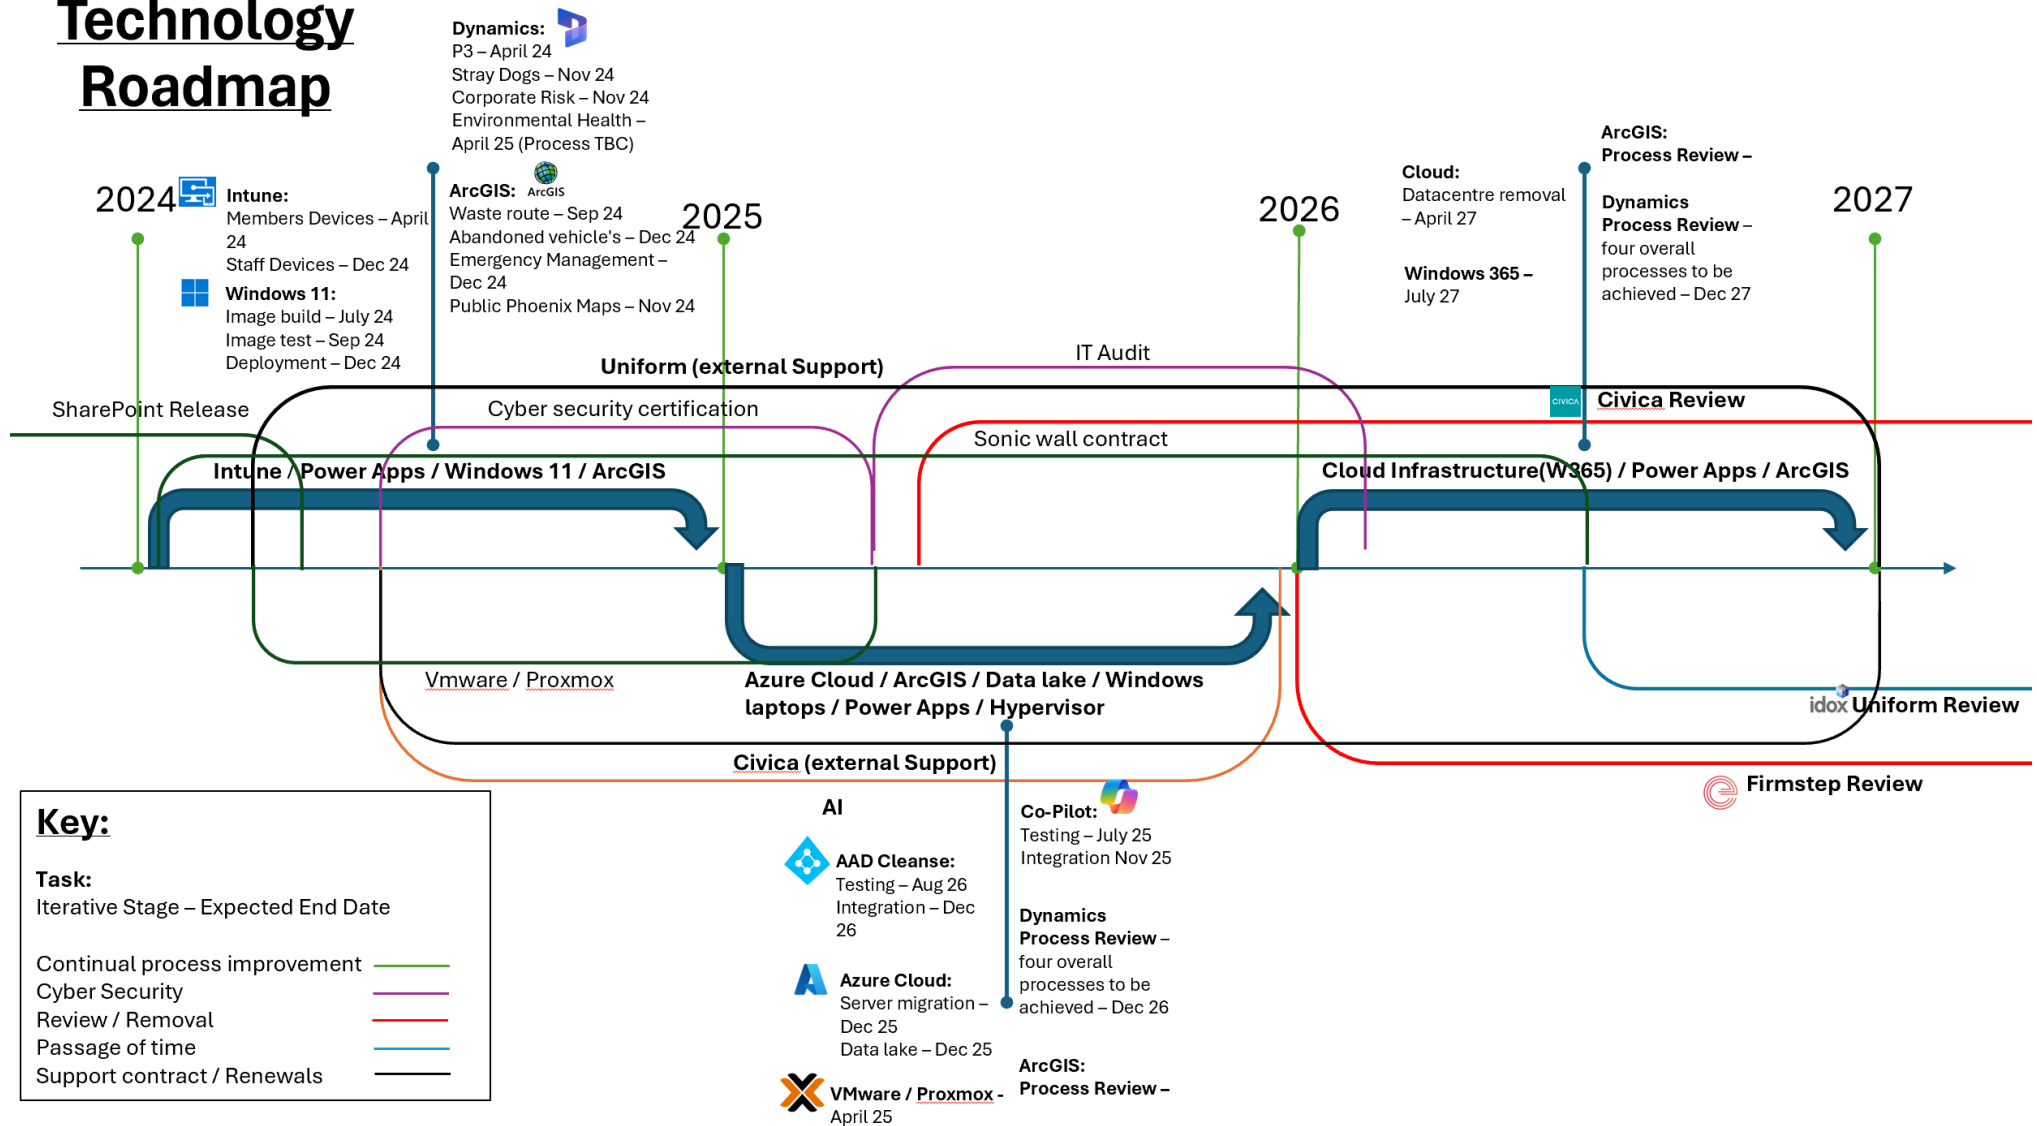 Technology
Roadmap
Dynamics:
P3 – April 24
Stray Dogs – Nov 24
Corporate Risk – Nov 24
Environmental Health –
April 25 (Process TBC)
2024
Intune:
Members Devices – April
24
Staff Devices – Dec 24
Windows 11:
Image build – July 24
Image test – Sep 24
Deployment – Dec 24
ArcGIS:
ArcGIS
Waste route – Sep 24
Abandoned vehicle's – Dec 24
Emergency Management –
Dec 24
Public Phoenix Maps – Nov 24
2025
2026
Cloud:
Datacentre removal
– April 27
Windows 365 –
July 27
ArcGIS:
Process Review –
Dynamics
Process Review –
four overall
processes to be
achieved – Dec 27
2027
IT Audit
Uniform (external Support)
SharePoint Release
Cyber security certification
CIVICA
Civica Review
Sonic wall contract
Intune / Power Apps / Windows 11 / ArcGIS
Cloud Infrastructure(W365) / Power Apps / ArcGIS
Vmware / Proxmox
Azure Cloud / ArcGIS / Data lake / Windows
laptops / Power Apps / Hypervisor
idox Uniform Review
Civica (external Support)
Firmstep Review
AI
AAD Cleanse:
Testing – Aug 26
Integration – Dec
26
Azure Cloud:
Server migration –
Dec 25
Data lake – Dec 25
VMware / Proxmox -
April 25
Co-Pilot:
Testing – July 25
Integration Nov 25
Dynamics
Process Review –
four overall
processes to be
achieved – Dec 26
ArcGIS:
Process Review –
Key:
Task:
Iterative Stage – Expected End Date
Continual process improvement
Cyber Security
Review / Removal
Passage of time
Support contract / Renewals